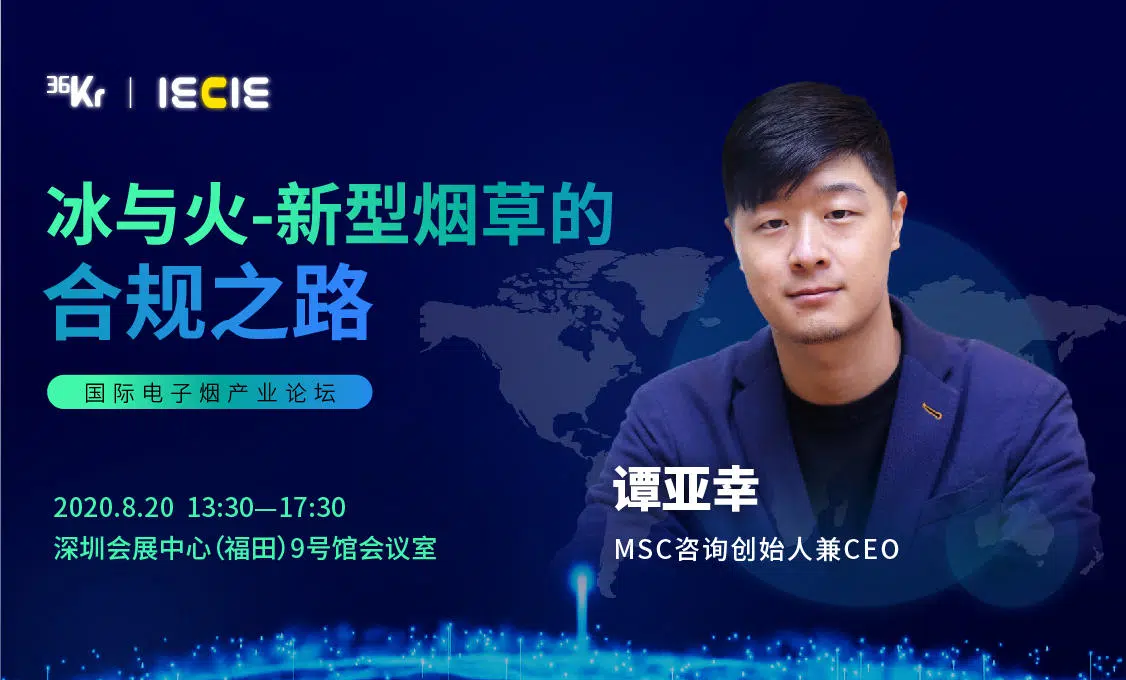 36Kr | IECIE
冰与火-新型烟草的
合规之路
国际电子烟产业论坛
2020.8.20 13:30—17:30
深圳会展中心(福田)9号馆会议室
谭亚幸
MSC咨询创始人兼CEO